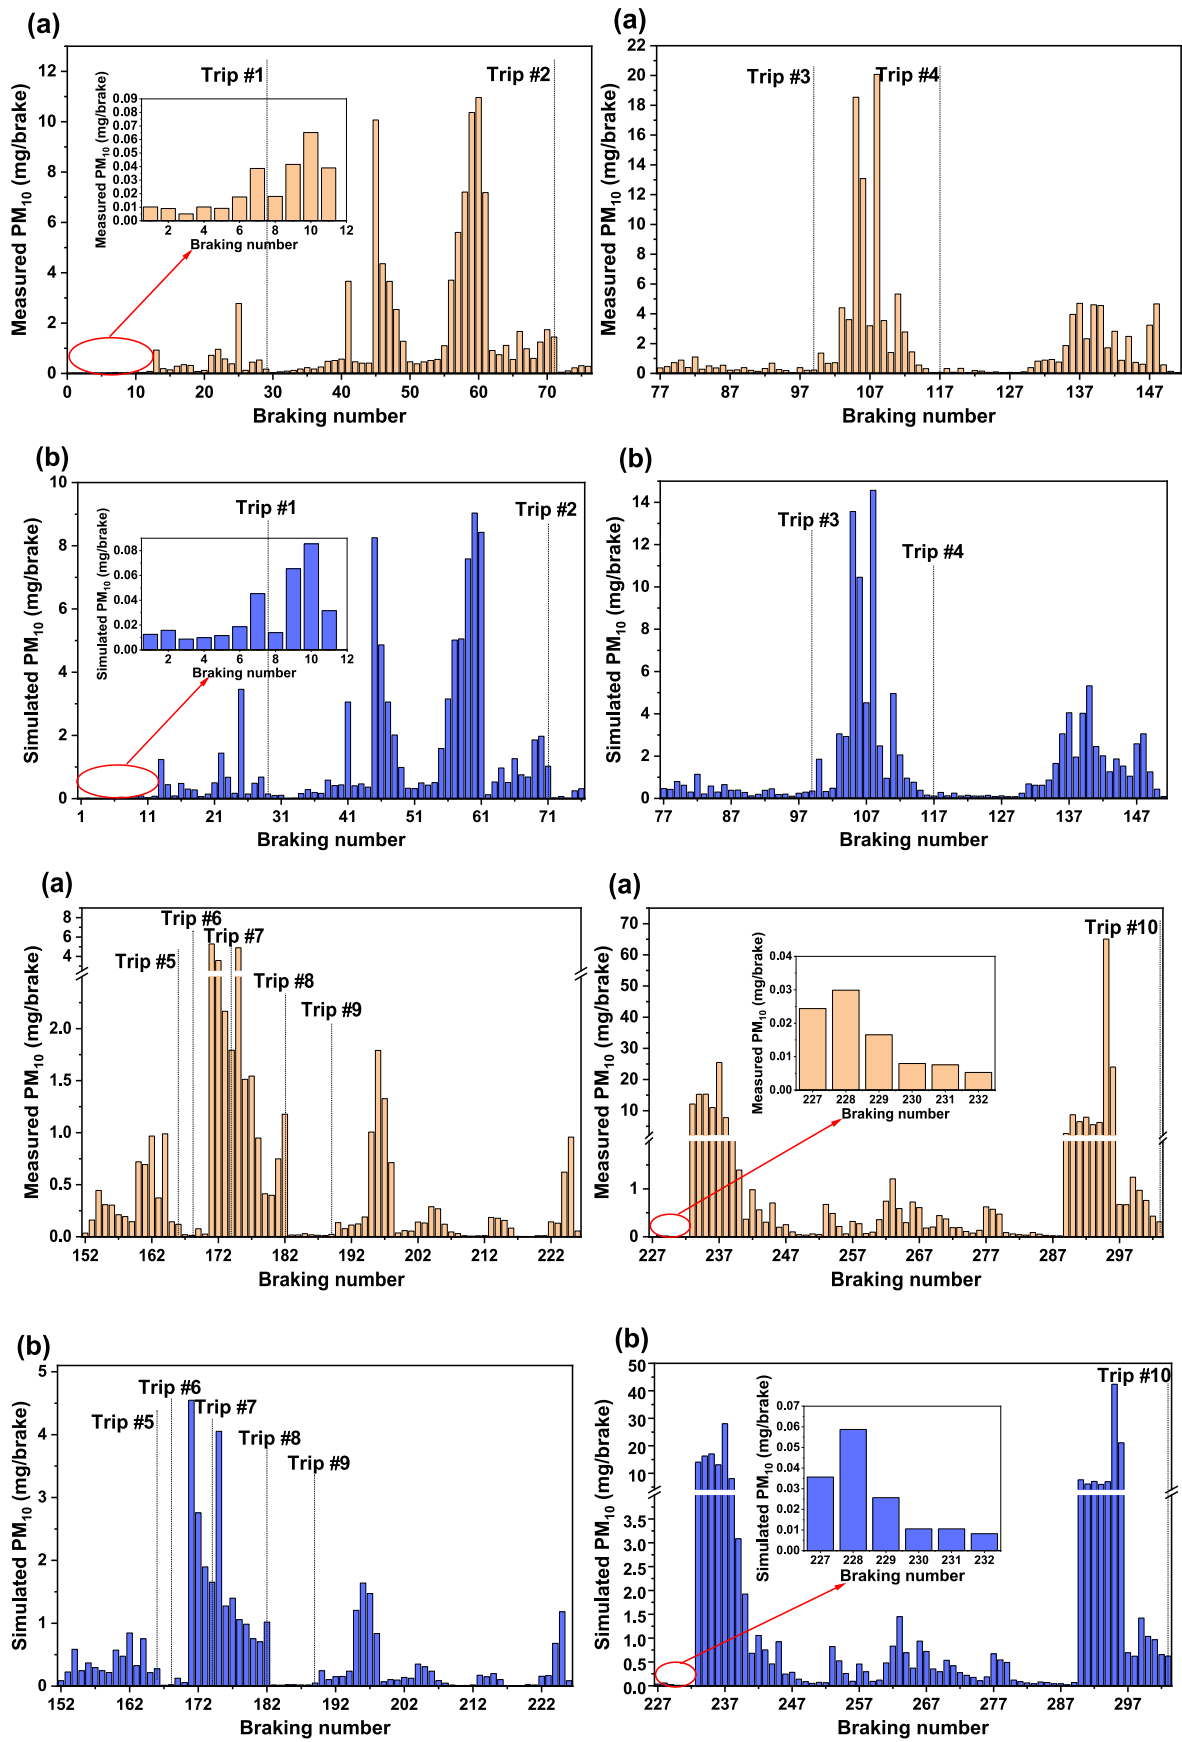 (a)
Measured PM10 (mg/brake)
12
10
8
6
4
2
0
Trip #1
Trip #2
Measured PM10 (mg/brake)
0.09
0.08
0.07
0.06
0.05
0.04
0.03
0.02
0.01
0.00
2 4 6 8 10 12
Braking number
0 10 20 30 40 50 60 70
Braking number
(a)
Measured PM10 (mg/brake)
22
20
18
16
14
12
10
8
6
4
2
0
Trip #3
Trip #4
77 87 97 107 117 127 137 147
Braking number
(b)
Simulated PM10 (mg/brake)
10
8
6
4
2
0
Trip #1
Trip #2
Simulated PM10 (mg/brake)
0.08
0.06
0.04
0.02
0.00
2 4 6 8 10 12
Braking number
1 11 21 31 41 51 61 71
Braking number
(b)
Simulated PM10 (mg/brake)
14
12
10
8
6
4
2
0
Trip #3
Trip #4
77 87 97 107 117 127 137 147
Braking number
(a)
Measured PM10 (mg/brake)
8
6
4
2.0
1.5
1.0
0.5
0.0
Trip #6
Trip #7
Trip #5
Trip #8
Trip #9
152 162 172 182 192 202 212 222
Braking number
(a)
Measured PM10 (mg/brake)
70
60
50
40
30
20
10
1
0
Trip #10
Measured PM10 (mg/brake)
0.04
0.03
0.02
0.01
0.00
227 228 229 230 231 232
Braking number
227 237 247 257 267 277 287 297
Braking number
(b)
Simulated PM10 (mg/brake)
5
4
3
2
1
0
Trip #6
Trip #7
Trip #5
Trip #8
Trip #9
152 162 172 182 192 202 212 222
Braking number
(b)
Simulated PM10 (mg/brake)
50
40
30
20
10
3.5
3.0
2.5
2.0
1.5
1.0
0.5
0.0
Trip #10
Simulated PM10 (mg/brake)
0.07
0.06
0.05
0.04
0.03
0.02
0.01
0.00
227 228 229 230 231 232
Braking number
227 237 247 257 267 277 287 297
Braking number